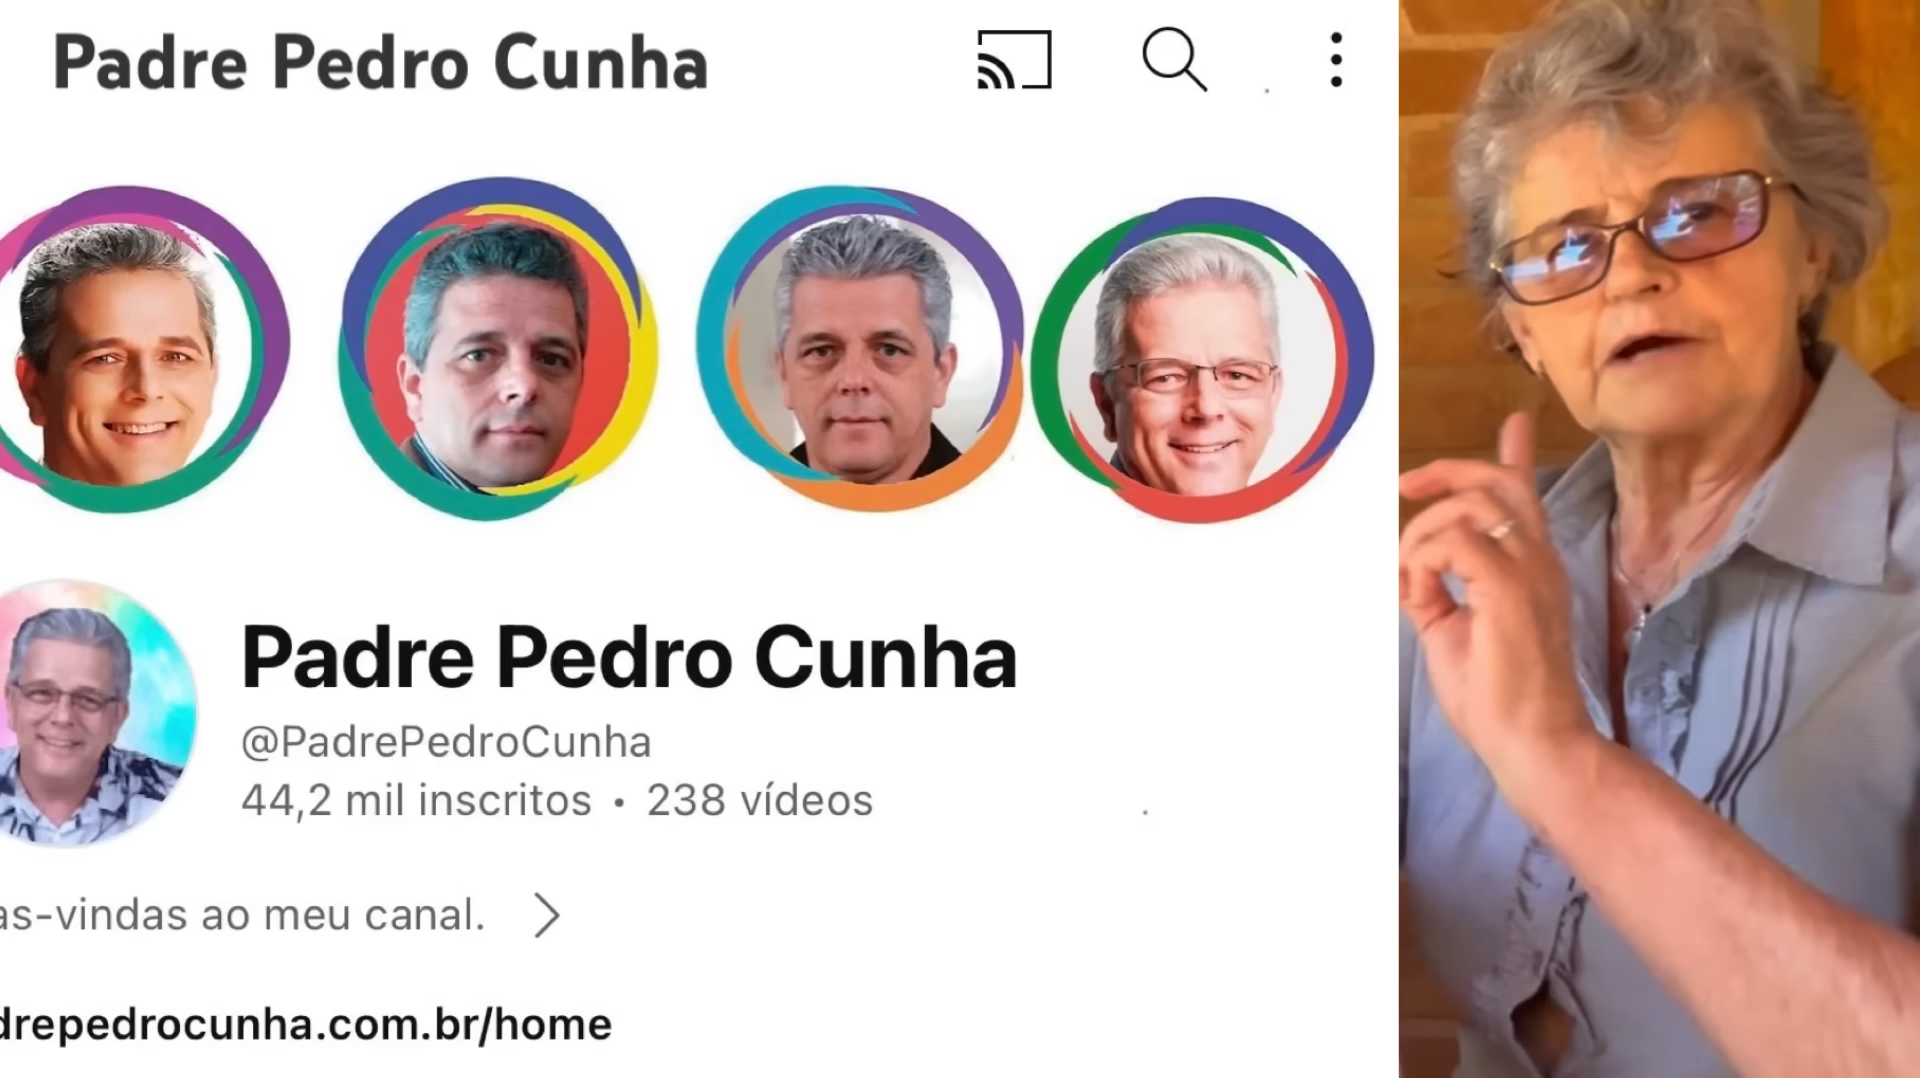 Padre Pedro Cunha
Padre Pedro Cunha
@PadrePedroCunha
44,2 mil inscritos • 238 vídeos
as-vindas ao meu canal.
drepedrocunha.com.br/home